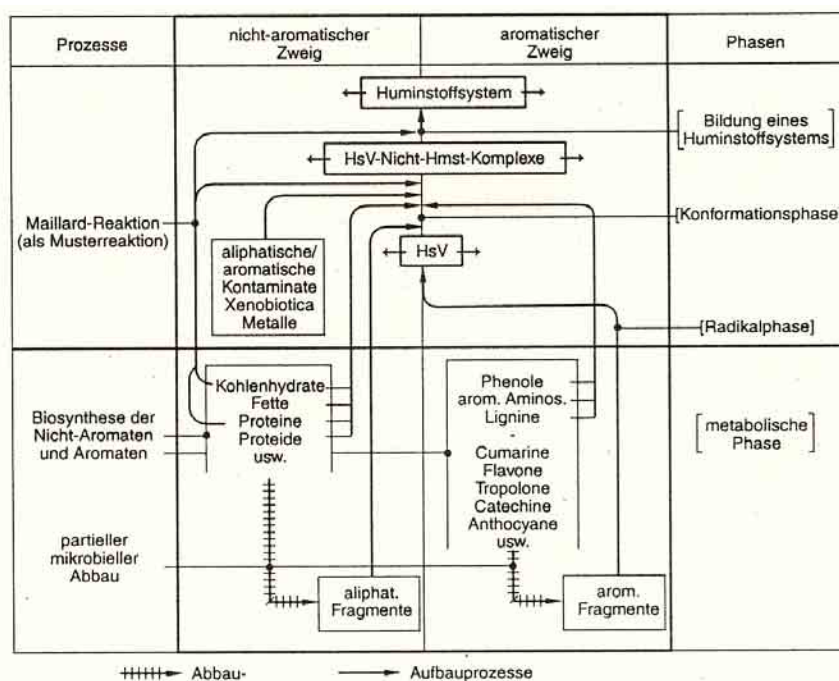 Prozesse
nicht-aromatischer
Zweig
aromatischer
Zweig
Phasen
Huminstoffsystem
Bildung eines
Huminstoffsystems
HsV-Nicht-Hmst-Komplexe
Maillard-Reaktion
(als Musterreaktion)
[Konformationsphase]
aliphatische/
aromatische
Kontaminate
Xenobiotica
Metalle
HsV
[Radikalphase]
Biosynthese der
Nicht-Aromaten
und Aromaten
Kohlenhydrate
Fette
Proteine
Proteide
usw.
Phenole
arom. Aminos.
Lignine
-
Cumarine
Flavone
Tropolone
Catechine
Anthocyane
usw.
metabolische
Phase
partieller
mikrobieller
Abbau
aliphat.
Fragmente
arom.
Fragmente
Abbau-
Aufbauprozesse